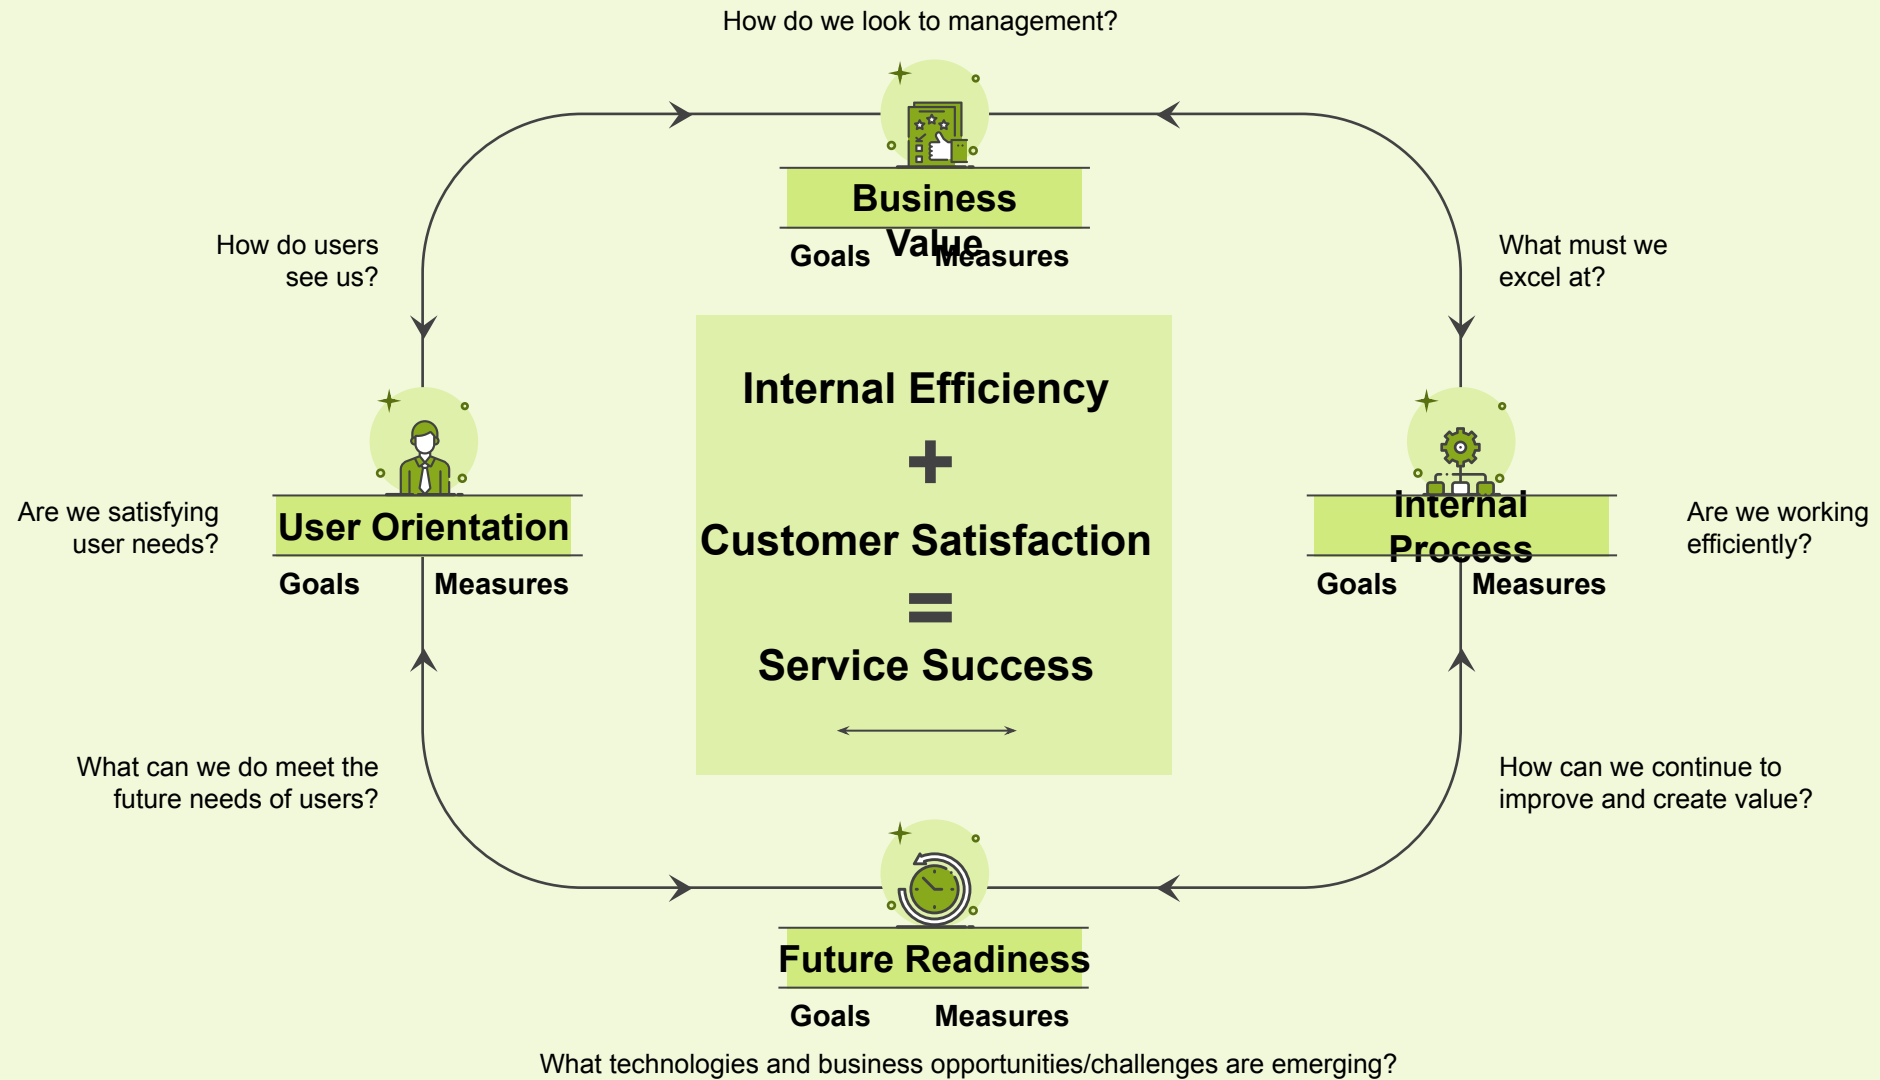 How do we look to management?
Business
Value
Goals Measures
How do users
see us?
What must we
excel at?
Internal Efficiency
+
Customer Satisfaction
=
Service Success
Are we satisfying
user needs?
User Orientation
Goals Measures
Internal
Process
Goals Measures
Are we working
efficiently?
What can we do meet the
future needs of users?
How can we continue to
improve and create value?
Future Readiness
Goals Measures
What technologies and business opportunities/challenges are emerging?